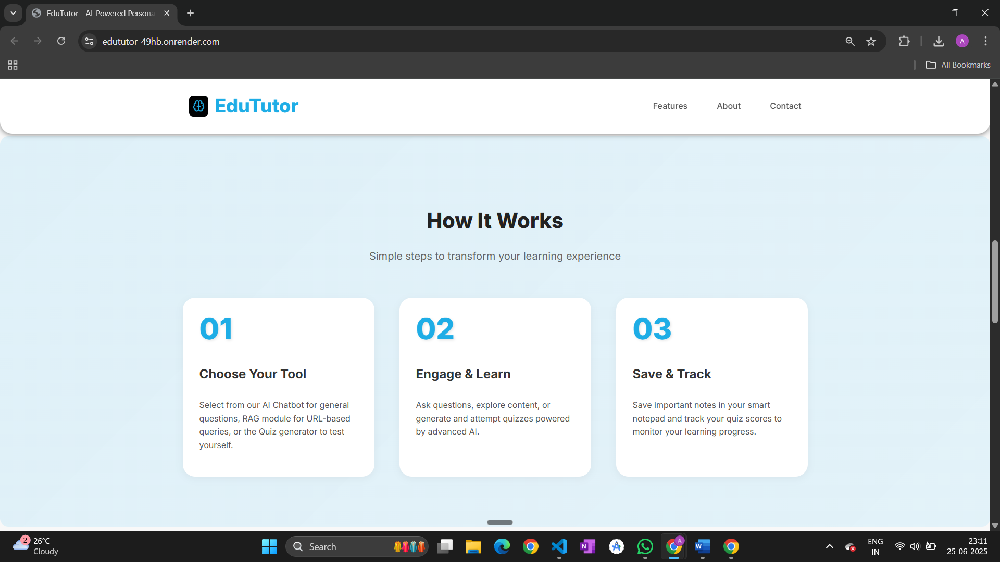 EduTutor - AI-Powered Persona
edututor-49hb.onrender.com
A
All Bookmarks
EduTutor
Features
About
Contact
How It Works
Simple steps to transform your learning experience
01
Choose Your Tool
Select from our AI Chatbot for general
questions, RAG module for URL-based
queries, or the Quiz generator to test
yourself.
02
Engage & Learn
Ask questions, explore content, or
generate and attempt quizzes powered
by advanced AI.
03
Save & Track
Save important notes in your smart
notepad and track your quiz scores to
monitor your learning progress.
2
26°C
Cloudy
Search
N
A
W
ENG
IN
23:11
25-06-2025